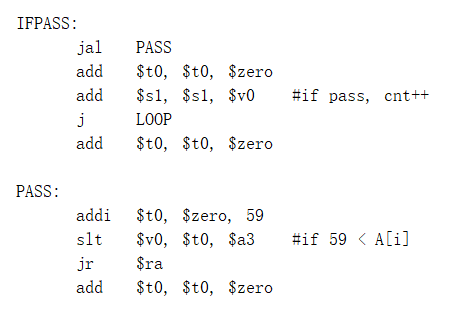 IFPASS:
jal PASS
add $t0, $t0, $zero
add $s1, $s1, $v0 #if pass, cnt++
j LOOP
add $t0, $t0, $zero
PASS:
addi $t0, $zero, 59
slt $v0, $t0, $a3 #if 59 < A[i]
jr $ra
add $t0, $t0, $zero